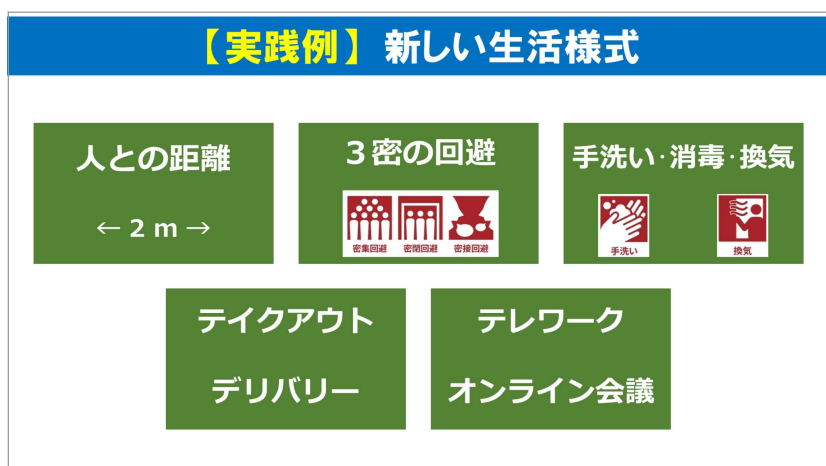 【実践例】新しい生活様式
人との距離
← 2 m →
３密の回避
密集回避 密閉回避 密接回避
手洗い・消毒・換気
手洗い 換気
テイクアウト
デリバリー
テレワーク
オンライン会議